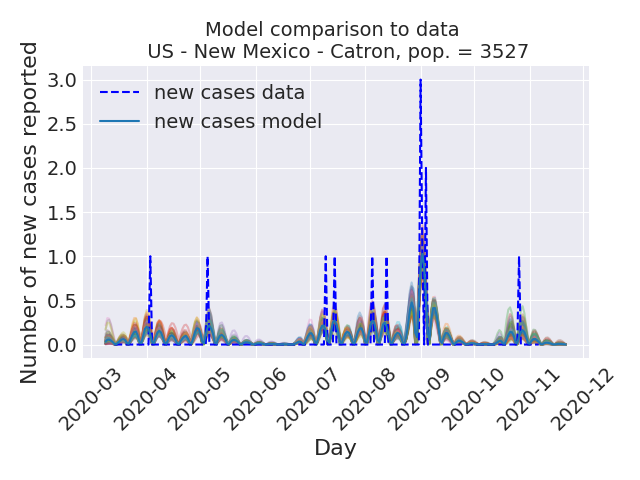 Model comparison to data
US - New Mexico - Catron, pop. = 3527
Number of new cases reported
3.0
2.5
2.0
1.5
1.0
0.5
0.0
new cases data
new cases model
2020-03
2020-04
2020-05
2020-06
2020-07
2020-08
2020-09
2020-10
2020-11
2020-12
Day